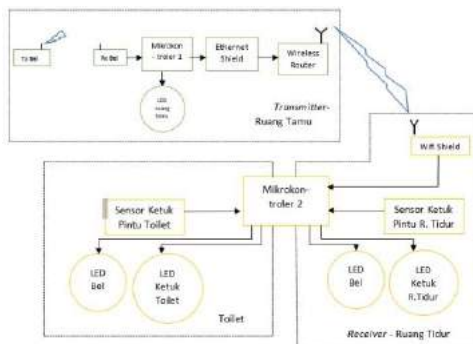 Tx Bel
Rx Bel
Mikrokon
-troler 1
Ethernet
Shield
Wireless
Router
LED
Ruang
Tamu
Transmitter-
Ruang Tamu
Wifi Shield
Mikrokon-
troler 2
Sensor Ketuk
Pintu Toilet
Sensor Ketuk
Pintu R. Tidur
LED
Bel
LED
Ketuk
Toilet
LED
Bel
LED
Ketuk
R.Tidur
Toilet
Receiver - Ruang Tidur